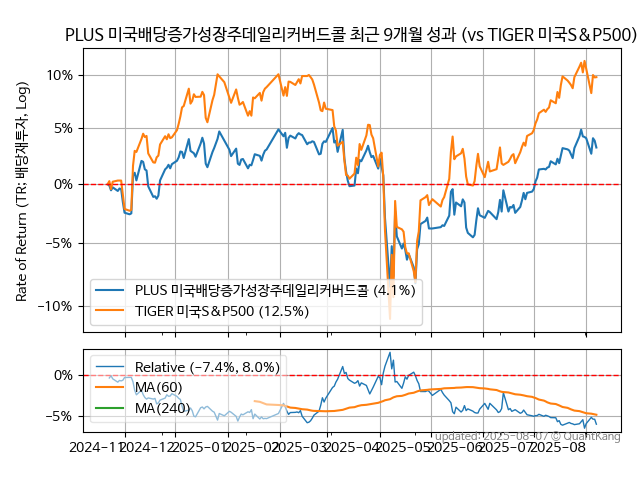 PLUS 미국배당증가성장주데일리커버드콜 최근 9개월 성과 (vs TIGER 미국S&P500)
Rate of Return (TR: 배당재투자, Log)
10%
5%
0%
−5%
−10%
PLUS 미국배당증가성장주데일리커버드콜 (4.1%)
TIGER 미국S&P500 (12.5%)
0%
−5%
Relative (−7.4%, 8.0%)
MA(60)
MA(240)
2024−11 2024−12 2025−01 2025−02 2025−03 2025−04 2025−05 2025−06 2025−07 2025−08
updated: 2025-08-07 © QuantKang